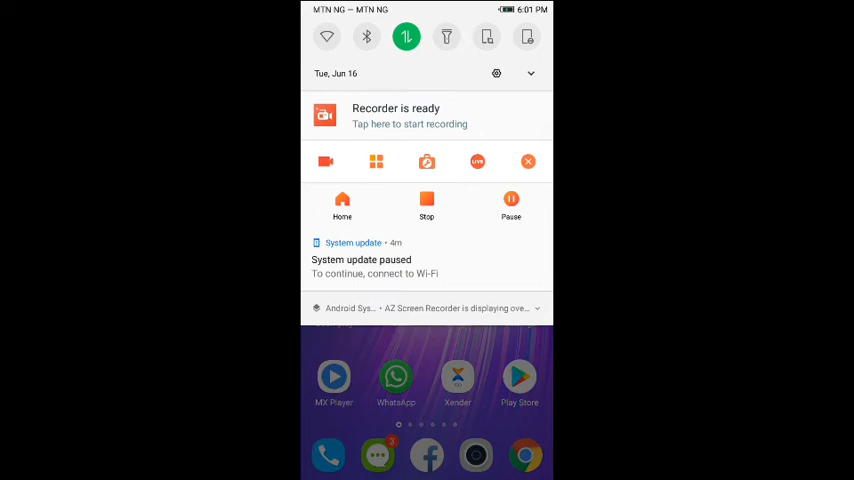 MTN NG — MTN NG
6:01 PM
Tue, Jun 16
Recorder is ready
Tap here to start recording
LIVE
Home
Stop
Pause
System update • 4m
System update paused
To continue, connect to Wi-Fi
Android Sys... • AZ Screen Recorder is displaying ove...
MX Player
WhatsApp
Xender
Play Store
3